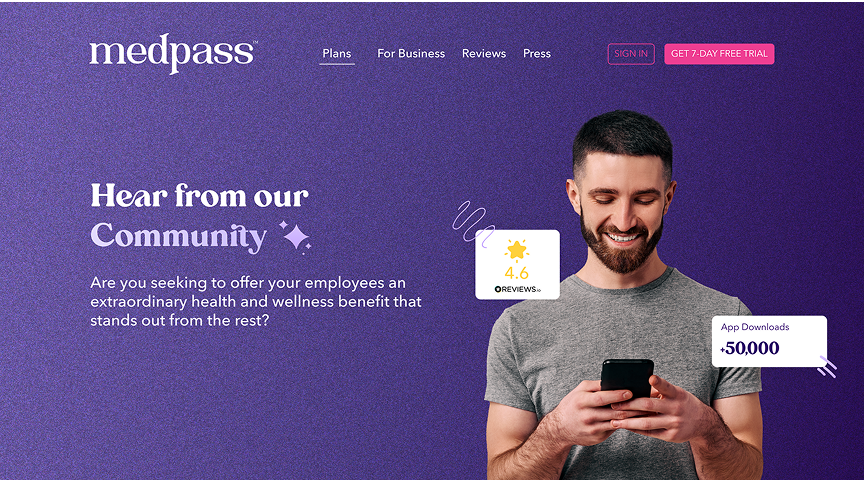 medpass™
Plans
For Business
Reviews
Press
SIGN IN
GET 7-DAY FREE TRIAL
Hear from our
Community
Are you seeking to offer your employees an
extraordinary health and wellness benefit that
stands out from the rest?
4.6
REVIEWS.io
App Downloads
+50,000